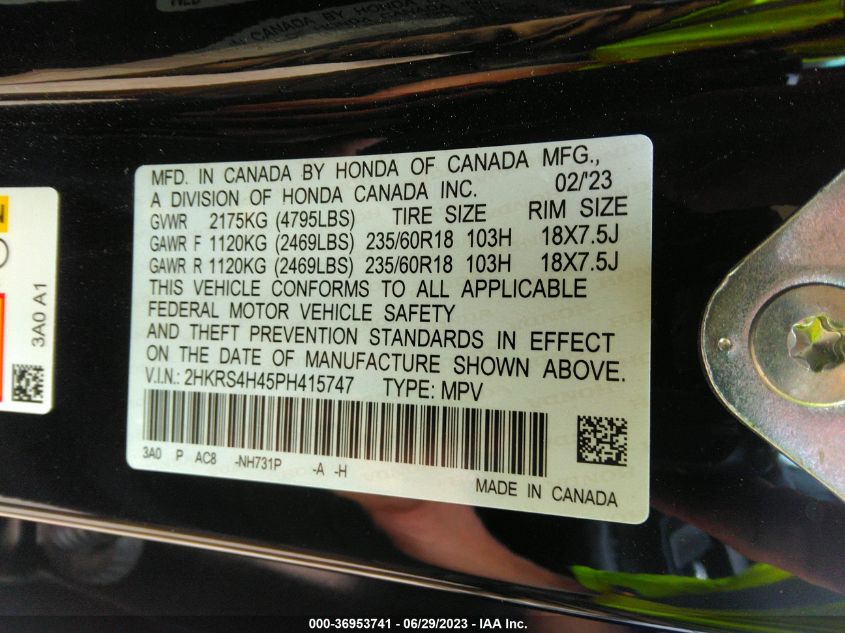 MFD. IN CANADA BY HONDA OF CANADA MFG.,
A DIVISION OF HONDA CANADA INC. 02/'23
GVWR 2175KG (4795LBS) TIRE SIZE RIM SIZE
GAWR F 1120KG (2469LBS) 235/60R18 103H 18X7.5J
GAWR R 1120KG (2469LBS) 235/60R18 103H 18X7.5J
THIS VEHICLE CONFORMS TO ALL APPLICABLE
FEDERAL MOTOR VEHICLE SAFETY
AND THEFT PREVENTION STANDARDS IN EFFECT
ON THE DATE OF MANUFACTURE SHOWN ABOVE.
V.I.N.: 2HKRS4H45PH415747 TYPE: MPV
3A0 P AC8 -NH731P -A -H
MADE IN CANADA
3A0 A1
000-36953741 - 06/29/2023 - IAA Inc.